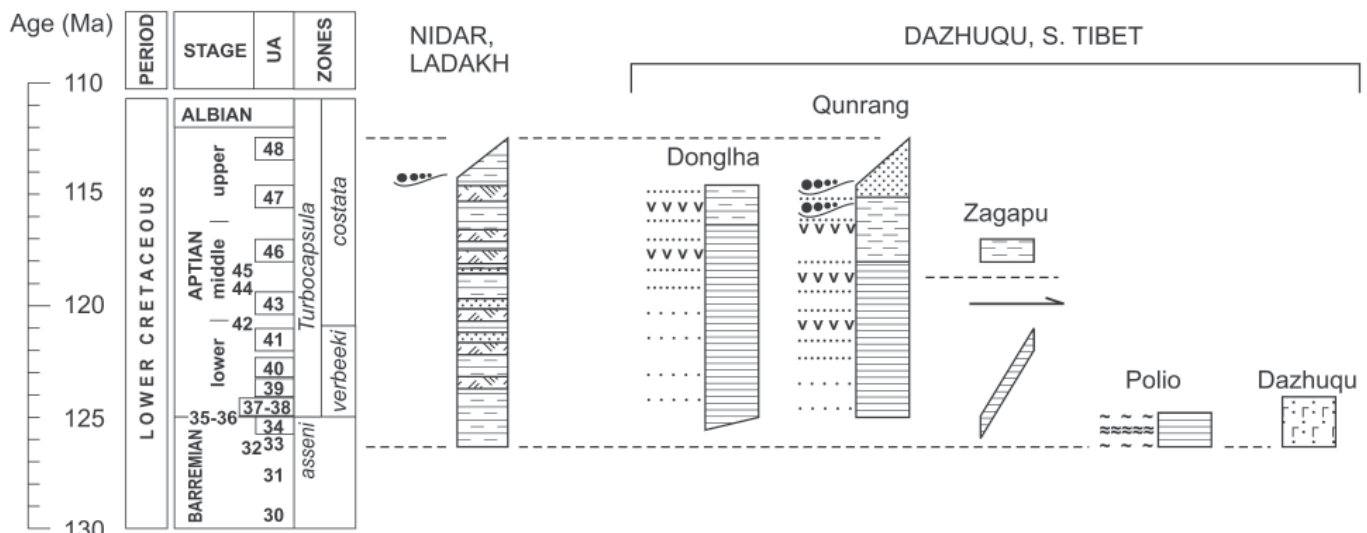 Age (Ma)
PERIOD
STAGE
UA
ZONES
NIDAR,
LADAKH
DAZHUQU, S. TIBET
110
115
120
125
130
LOWER CRETACEOUS
ALBIAN
APTIAN
upper
middle
lower
BARREMIAN
48
47
46
45
44
43
42
41
40
39
37-38
35-36
34
33
32
31
30
Turbocapsula
costata
verbeeki
asseni
Donglha
Qunrang
Zagapu
Polio
Dazhuqu